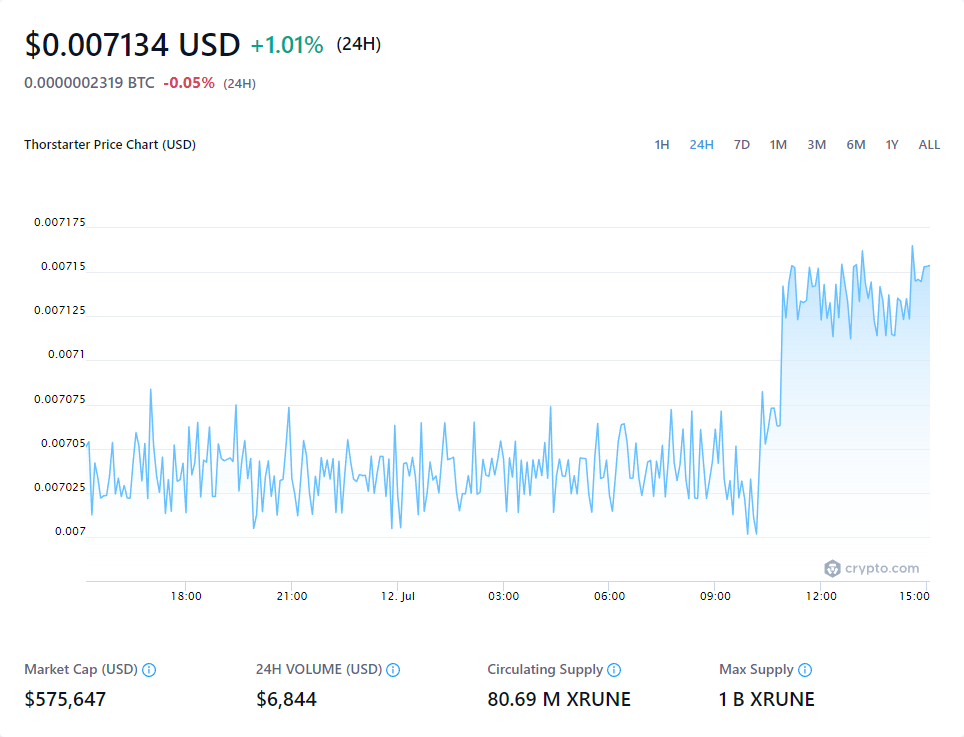 $0.007134 USD +1.01% (24H)
0.0000002319 BTC -0.05% (24H)
Thorstarter Price Chart (USD) 1H 24H 7D 1M 3M 6M 1Y ALL
0.007175
0.00715
0.007125
0.0071
0.007075
0.00705
0.007025
0.007
crypto.com
18:00 21:00 12. Jul 03:00 06:00 09:00 12:00 15:00
Market Cap (USD) 24H VOLUME (USD) Circulating Supply Max Supply
$575,647 $6,844 80.69 M XRUNE 1 B XRUNE